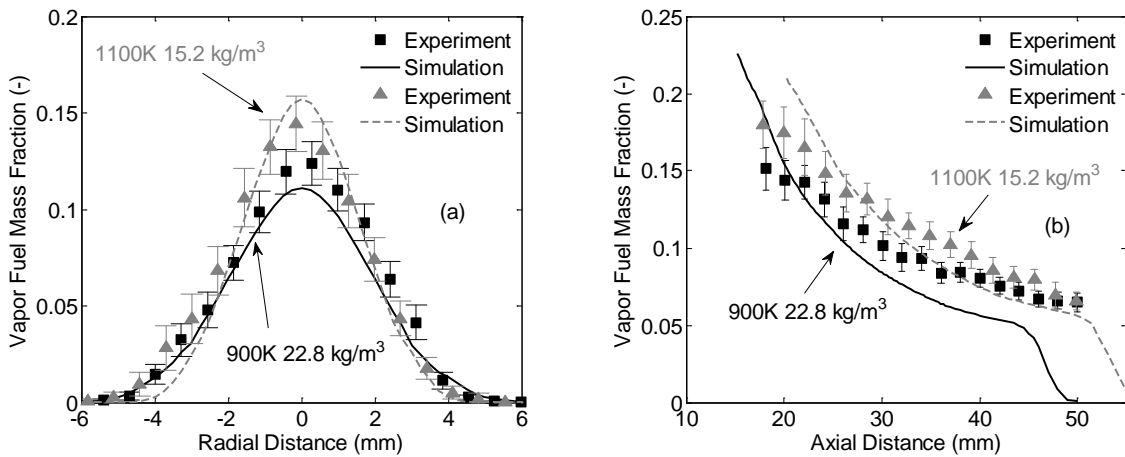 0.2
0.15
0.1
0.05
0
Vapor Fuel Mass Fraction (-)
1100K 15.2 kg/m³
Experiment
Simulation
Experiment
Simulation
(a)
900K 22.8 kg/m³
-6 -4 -2 0 2 4 6
Radial Distance (mm)
0.25
0.2
0.15
0.1
0.05
0
Vapor Fuel Mass Fraction (-)
Experiment
Simulation
Experiment
Simulation
1100K 15.2 kg/m³
(b)
900K 22.8 kg/m³
10 20 30 40 50
Axial Distance (mm)